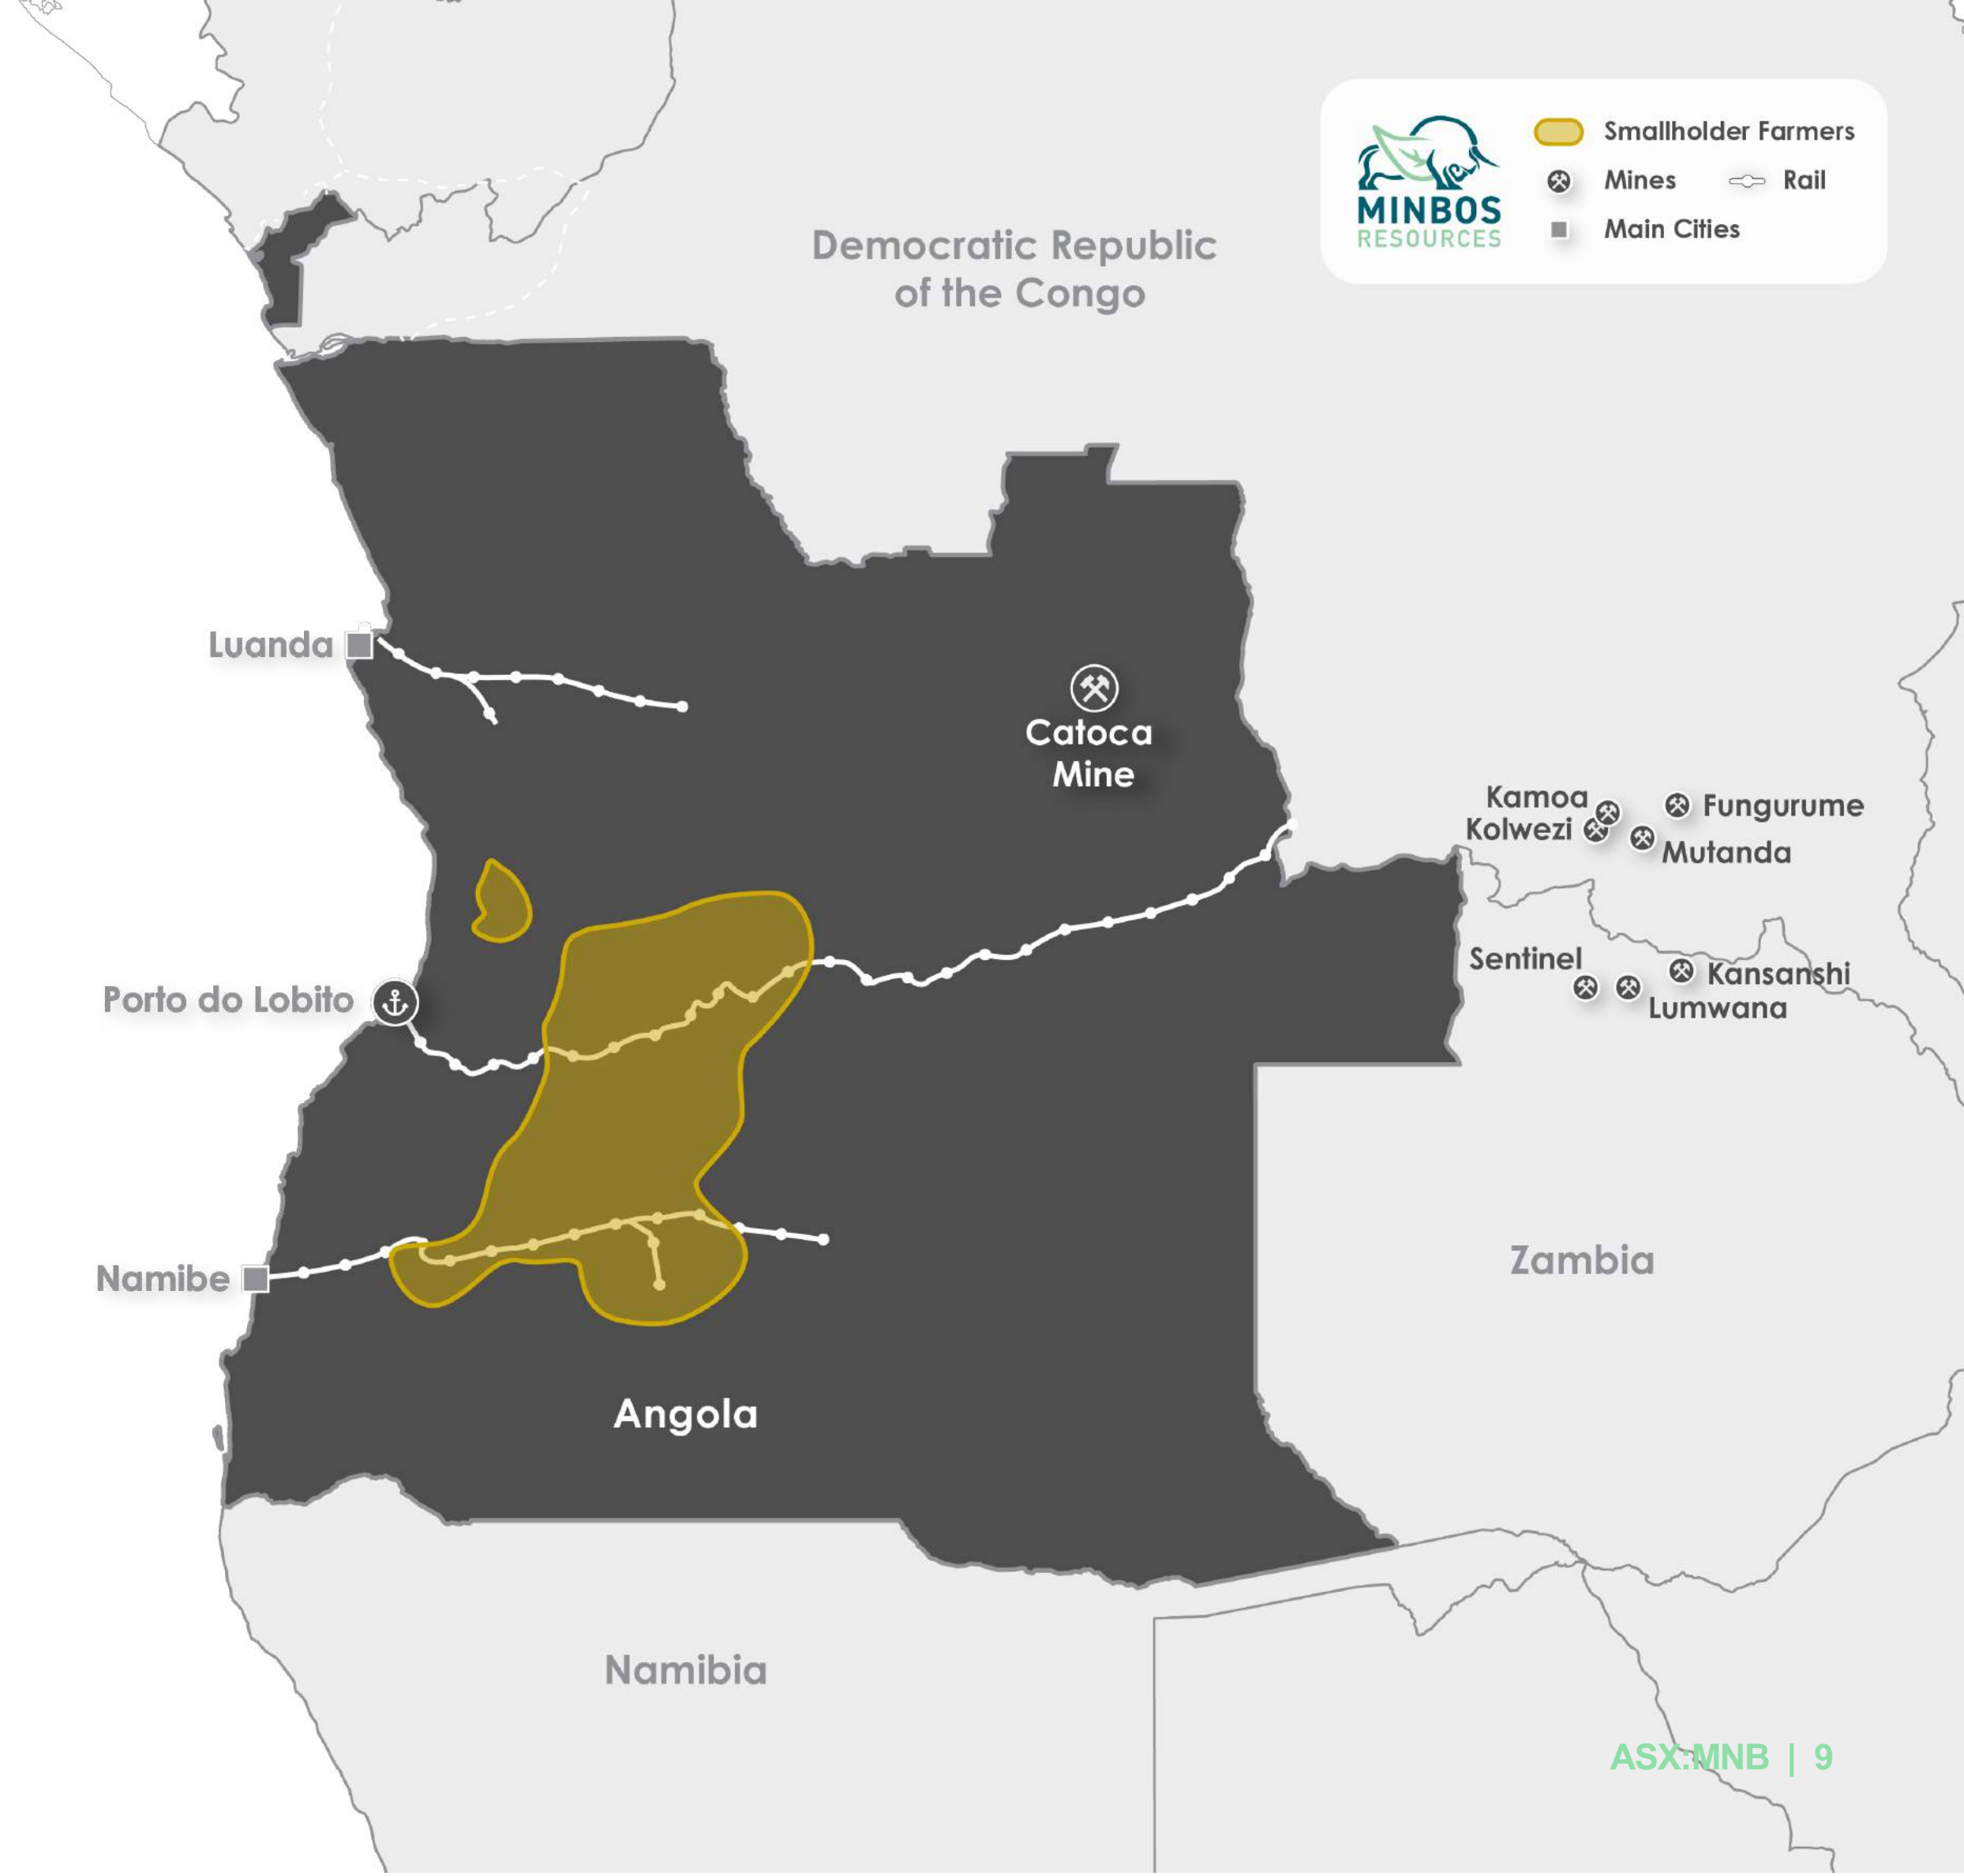 MINBOS
RESOURCES
Smallholder Farmers
Mines
Rail
Main Cities
Democratic Republic
of the Congo
Luanda
Catoca
Mine
Kamoa
Fungurume
Kolwezi
Mutanda
Sentinel
Kansanshi
Lumwana
Porto do Lobito
Namibe
Zambia
Angola
Namibia
ASX:MNB | 9